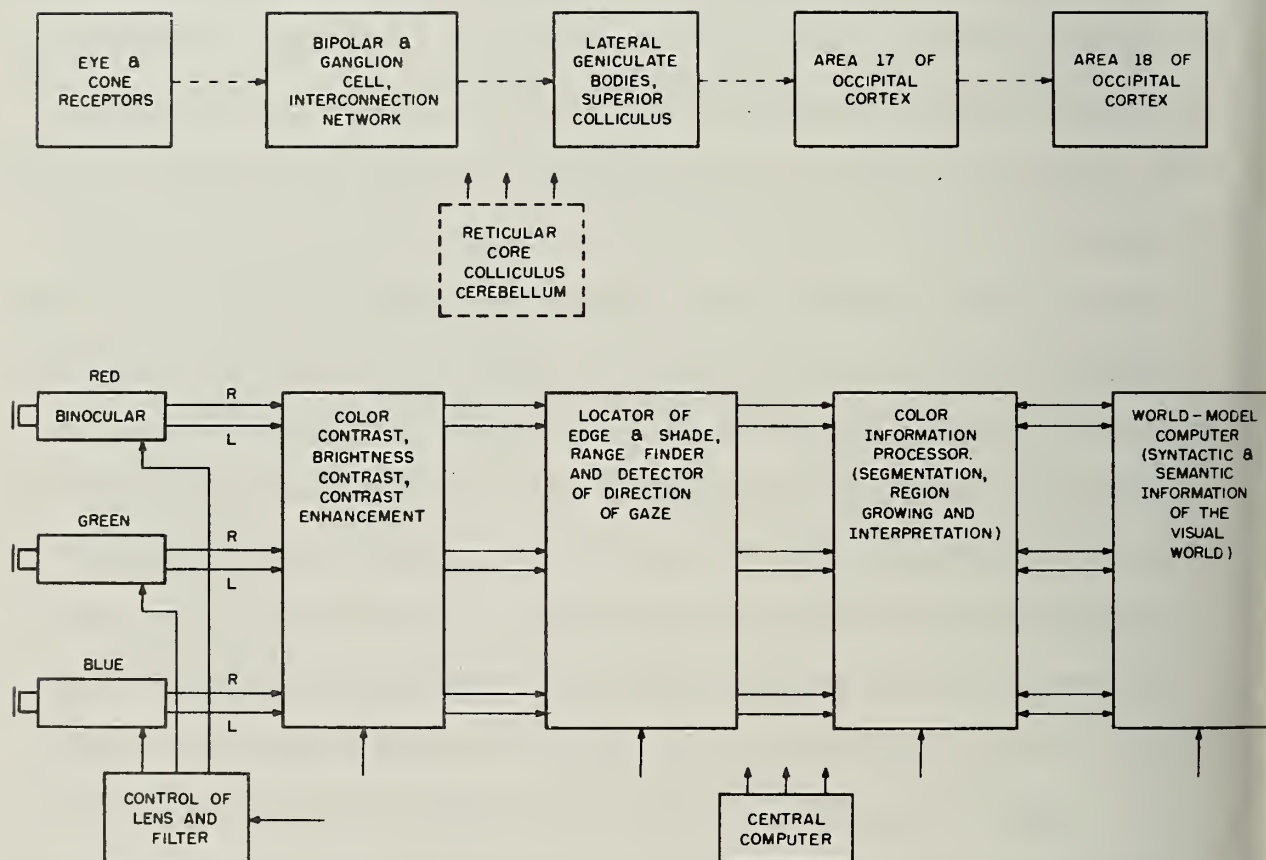 EYE &
CONE
RECEPTORS
BIPOLAR &
GANGLION
CELL,
INTERCONNECTION
NETWORK
LATERAL
GENICULATE
BODIES,
SUPERIOR
COLLICULUS
AREA 17 OF
OCCIPITAL
CORTEX
AREA 18 OF
OCCIPITAL
CORTEX
RETICULAR
CORE
COLLICULUS
CEREBELLUM
RED
BINOCULAR
R
L
GREEN
R
L
BLUE
R
L
CONTROL OF
LENS AND
FILTER
COLOR
CONTRAST,
BRIGHTNESS
CONTRAST,
CONTRAST
ENHANCEMENT
LOCATOR OF
EDGE & SHADE,
RANGE FINDER
AND DETECTOR
OF DIRECTION
OF GAZE
COLOR
INFORMATION
PROCESSOR.
(SEGMENTATION,
REGION
GROWING AND
INTERPRETATION)
WORLD-MODEL
COMPUTER
(SYNTACTIC &
SEMANTIC
INFORMATION
OF THE
VISUAL
WORLD)
CENTRAL
COMPUTER